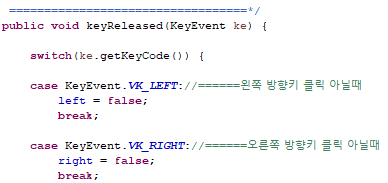 ===================================*/
public void keyReleased(KeyEvent ke) {
switch(ke.getKeyCode()) {
case KeyEvent.VK_LEFT://======왼쪽 방향키 클릭 아닐때
left = false;
break;
case KeyEvent.VK_RIGHT://======오른쪽 방향키 클릭 아닐때
right = false;
break;